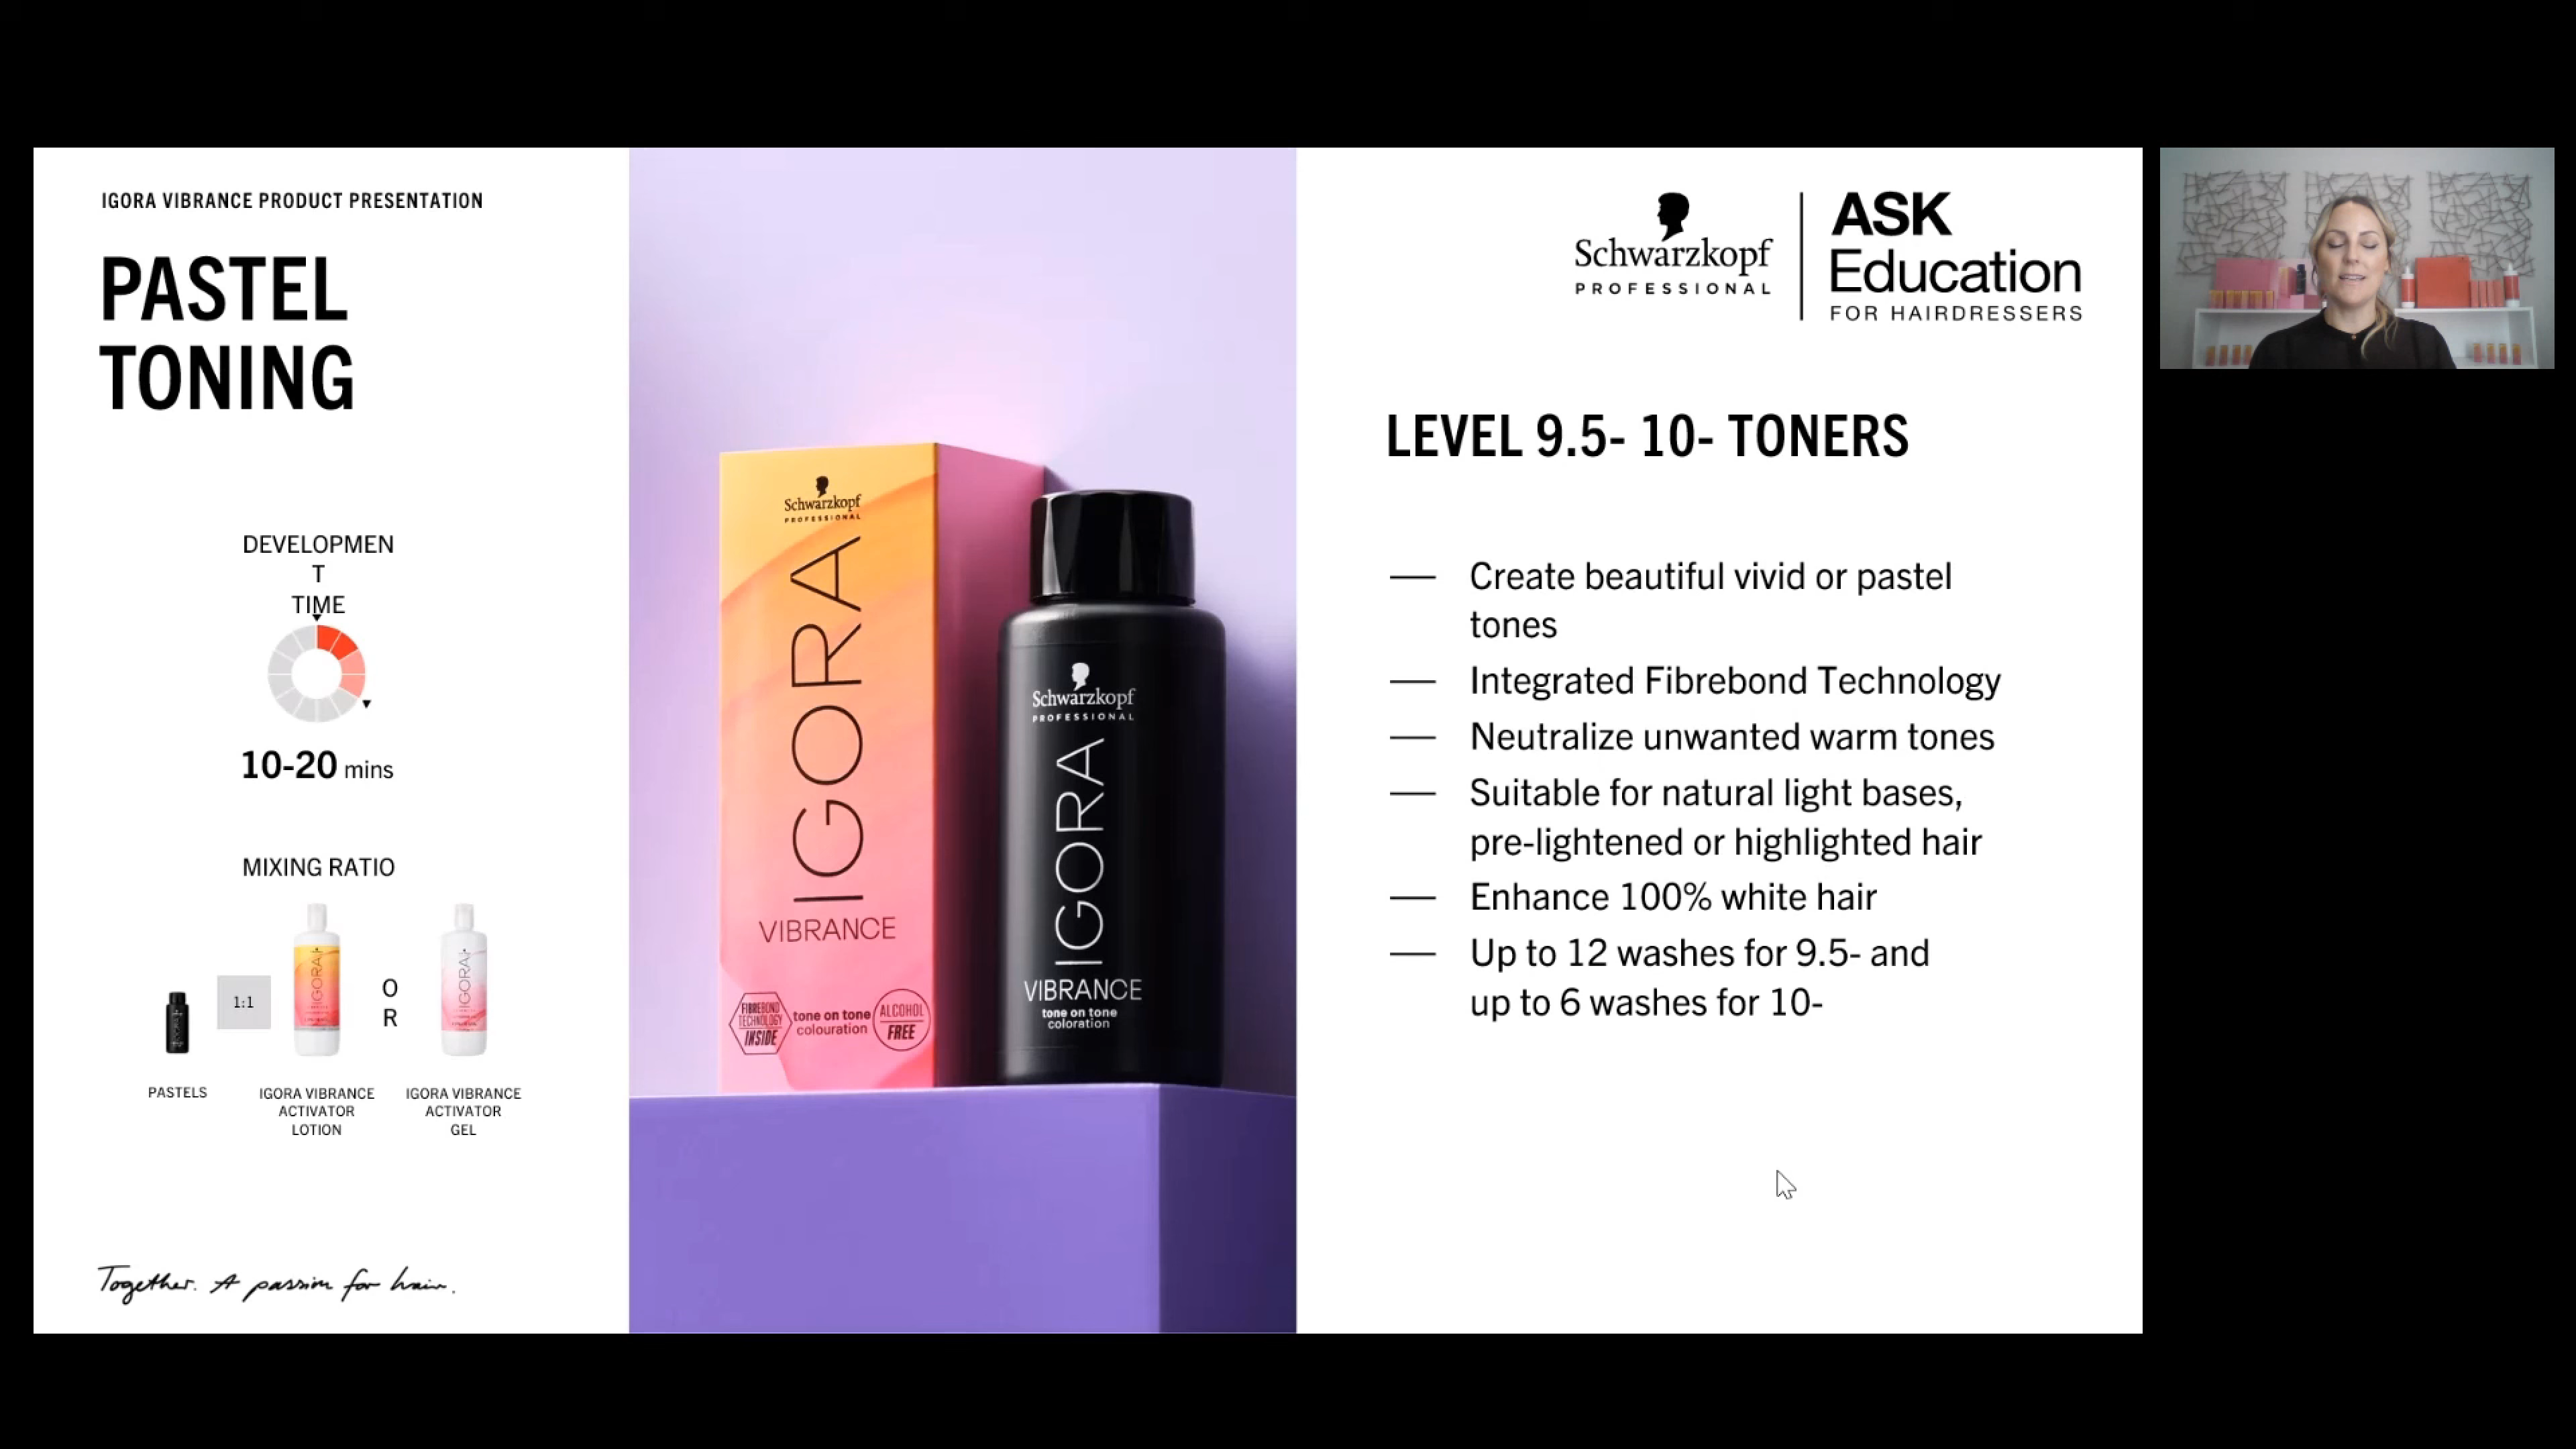 IGORA VIBRANCE PRODUCT PRESENTATION
PASTEL
TONING
DEVELOPMEN
T
TIME
10-20 mins
MIXING RATIO
1:1
O
R
PASTELS
IGORA VIBRANCE
ACTIVATOR
LOTION
IGORA VIBRANCE
ACTIVATOR
GEL
Together. A passion for hair.
Schwarzkopf
PROFESSIONAL
IGORA
VIBRANCE
FIBREBOND
TECHNOLOGY
INSIDE
tone on tone
colouration
ALCOHOL
FREE
Schwarzkopf
PROFESSIONAL
IGORA
VIBRANCE
tone on tone
coloration
Schwarzkopf
PROFESSIONAL
ASK
Education
FOR HAIRDRESSERS
LEVEL 9.5- 10- TONERS
— Create beautiful vivid or pastel
tones
— Integrated Fibrebond Technology
— Neutralize unwanted warm tones
— Suitable for natural light bases,
pre-lightened or highlighted hair
— Enhance 100% white hair
— Up to 12 washes for 9.5- and
up to 6 washes for 10-
IGORA
IGORA